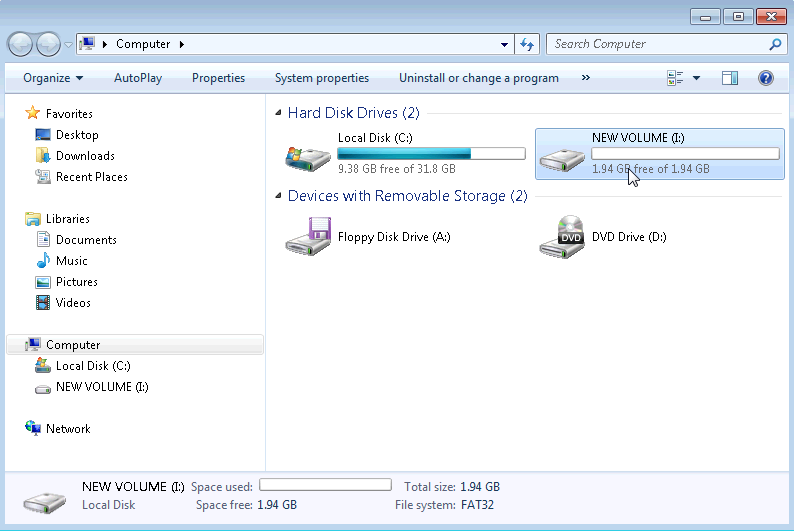 Computer
Search Computer
Organize AutoPlay Properties System properties Uninstall or change a program »
Favorites
Desktop
Downloads
Recent Places
Libraries
Documents
Music
Pictures
Videos
Computer
Local Disk (C:)
NEW VOLUME (I:)
Network
Hard Disk Drives (2)
Local Disk (C:)
9.38 GB free of 31.8 GB
NEW VOLUME (I:)
1.94 GB free of 1.94 GB
Devices with Removable Storage (2)
Floppy Disk Drive (A:)
DVD
DVD Drive (D:)
NEW VOLUME (I:) Space used: Total size: 1.94 GB
Local Disk Space free: 1.94 GB File system: FAT32